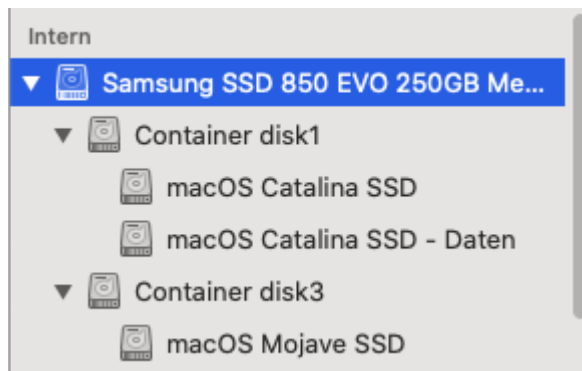 Intern
Samsung SSD 850 EVO 250GB Me...
Container disk1
macOS Catalina SSD
macOS Catalina SSD - Daten
Container disk3
macOS Mojave SSD